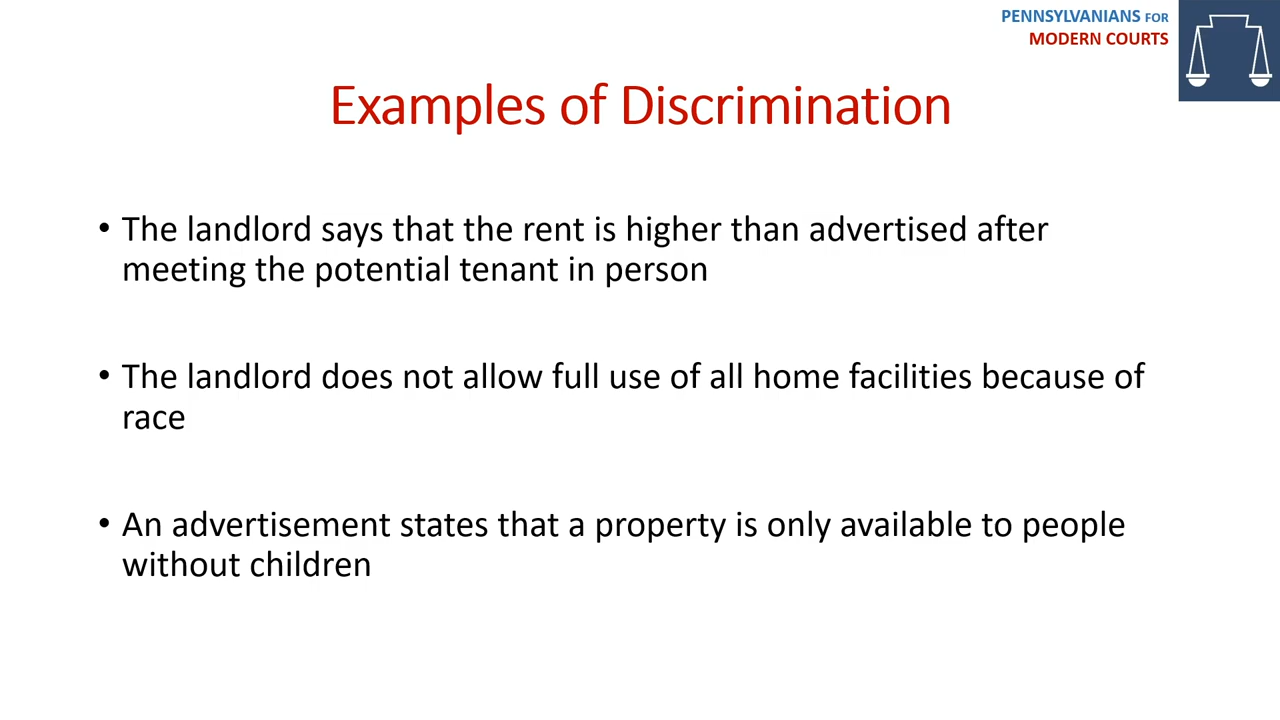 PENNSYLVANIANS FOR
MODERN COURTS
Examples of Discrimination
• The landlord says that the rent is higher than advertised after
meeting the potential tenant in person
• The landlord does not allow full use of all home facilities because of
race
• An advertisement states that a property is only available to people
without children